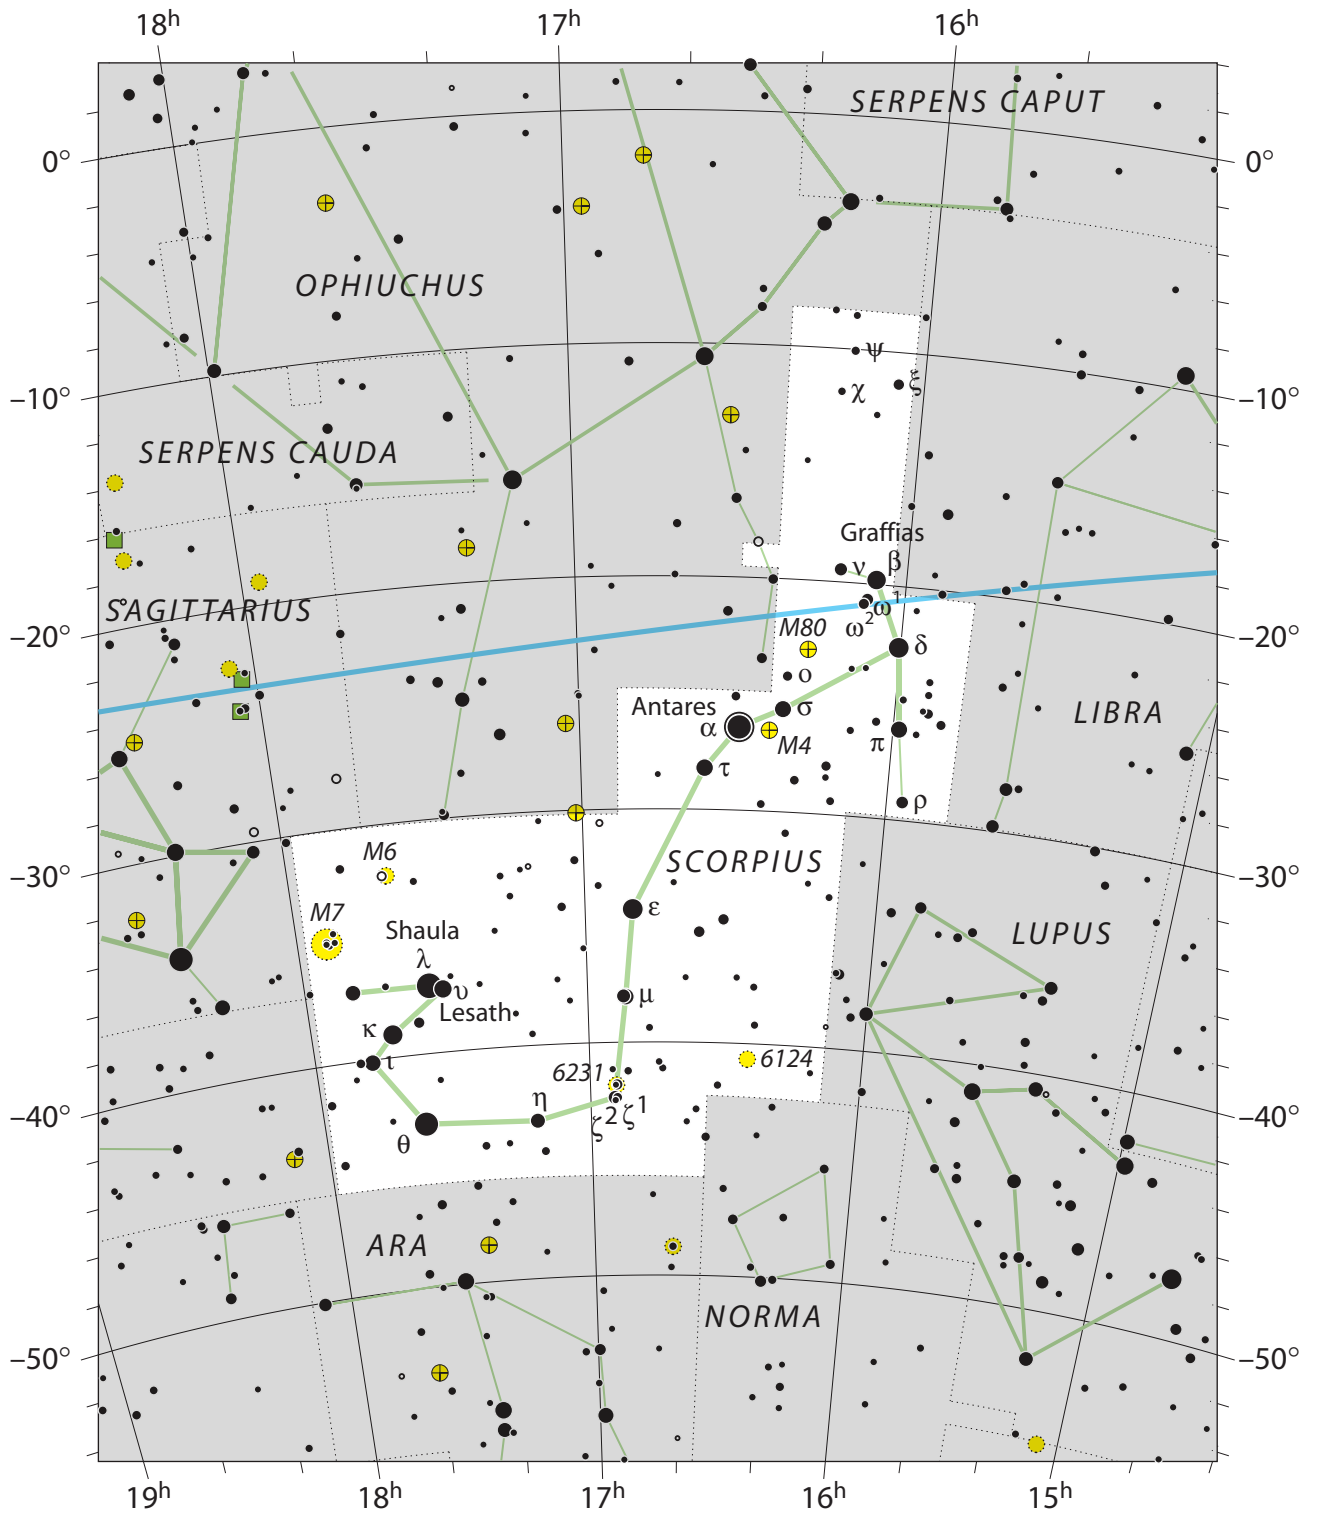 18h 17h 16h
SERPENS CAPUT
0° 0°
OPHIUCHUS
ψ
χ ξ
−10° −10°
SERPENS CAUDA
Graffias
ν β
SAGITTARIUS
ω1
ω2
M80
−20° −20°
δ
ο
Antares σ
α
LIBRA
M4 π
τ
ρ
M6 SCORPIUS
−30° −30°
M7
ε
Shaula
LUPUS
λ
υ μ
Lesath
κ
ι
6231 6124
η
ζ2 ζ1
−40° −40°
θ
ARA
NORMA
−50° −50°
19h 18h 17h 16h 15h